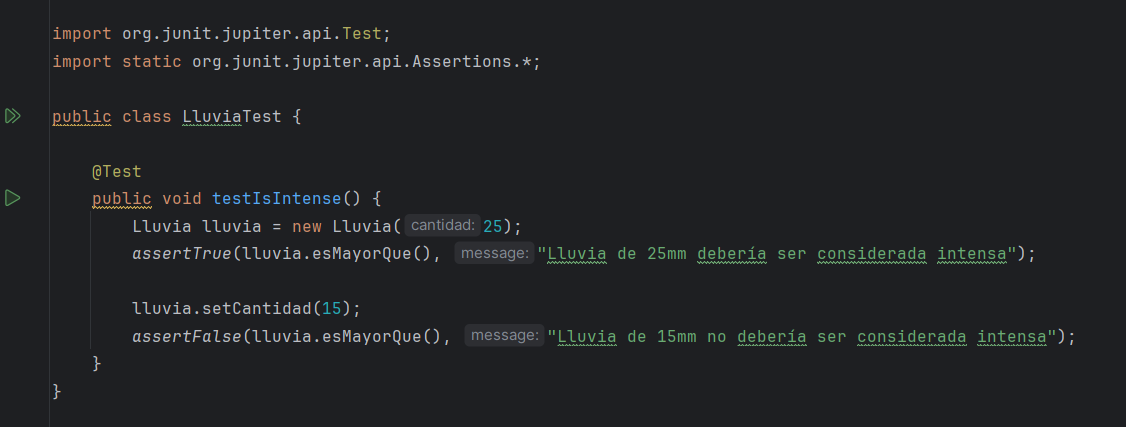 import org.junit.jupiter.api.Test;
import static org.junit.jupiter.api.Assertions.*;
public class LluviaTest {
@Test
public void testIsIntense() {
Lluvia lluvia = new Lluvia( cantidad: 25);
assertTrue(lluvia.esMayorQue(), message: "Lluvia de 25mm debería ser considerada intensa");
lluvia.setCantidad(15);
assertFalse(lluvia.esMayorQue(), message: "Lluvia de 15mm no debería ser considerada intensa");
}
}